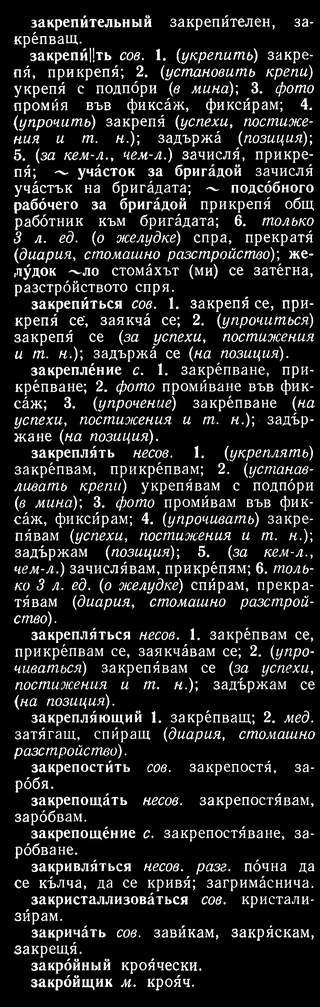 закрепи́тельный закрепи́телен, за-
кре́пващ.
закрепи́||ть сов. 1. (укрепить) закре-
пя́, прикрепя́; 2. (установить крепи)
укрепя́ с подпо́ри (в мина); 3. фото
проми́я във фикса́ж, фикси́рам; 4.
(упрочить) закрепя́ (успехи, постиже-
ния и т. н.); задържа́ (позиция);
5. (за кем-л., чем-л.) зачисля́, прикре-
пя́; ~ уча́сток за брига́дой зачисля́
уча́стък на брига́дата; ~ подсо́бного
рабо́чего за брига́дой прикрепя́ общ
рабо́тник към брига́дата; 6. только
3 л. ед. (о желудке) спра, прекратя́
(диария, стомашно разстройство); же-
лу́док ~ло стома́хът (ми) се затегна,
разстро́йството спря.
закрепи́ться сов. 1. закрепя́ се, при-
крепя́ се, заякча́ се; 2. (упрочиться)
закрепя́ се (за успехи, постижения
и т. н.); задържа́ се (на позиция).
закрепле́ние с. 1. закре́пване, при-
кре́пване; 2. фото проми́ване във фик-
са́ж; 3. (упрочение) закре́пване (на
успехи, постижения и т. н.); задъ́р-
жане (на позиция).
закрепля́ть несов. 1. (укреплять)
закре́пвам, прикре́пвам; 2. (устанав-
ливать крепи) укрепя́вам с подпо́ри
(в мина); 3. фото проми́вам във фик-
са́ж, фикси́рам; 4. (упрочивать) закре-
пя́вам (успехи, постижения и т. н.);
задъ́ржам (позиция); 5. (за кем-л.,
чем-л.) зачисля́вам, прикре́пям; 6. толь-
ко 3 л. ед. (о желудке) спи́рам, прекра-
тя́вам (диария, стомашно разстрой-
ство).
закрепля́ться несов. 1. закре́пвам се,
прикре́пвам се, заякча́вам се; 2. (упро-
чиваться) закрепя́вам се (за успехи,
постижения и т. н.); задъ́ржам се
(на позиция).
закрепля́ющий 1. закре́пващ; 2. мед.
затя́гащ, спи́ращ (диария, стомашно
разстройство).
закрепости́ть сов. закрепостя́, за-
ро́бя.
закрепоща́ть несов. закрепостя́вам,
заро́бвам.
закрепоще́ние с. закрепостя́ване, за-
ро́бване.
закривля́ться несов. разг. по́чна да
се къ́лча, да се кривя́; загрима́снича.
закристаллизова́ться сов. кристали-
зи́рам.
закрича́ть сов. зави́кам, закря́скам,
закрещя́.
закро́йный кроя́чески.
закро́йщик м. кроя́ч.